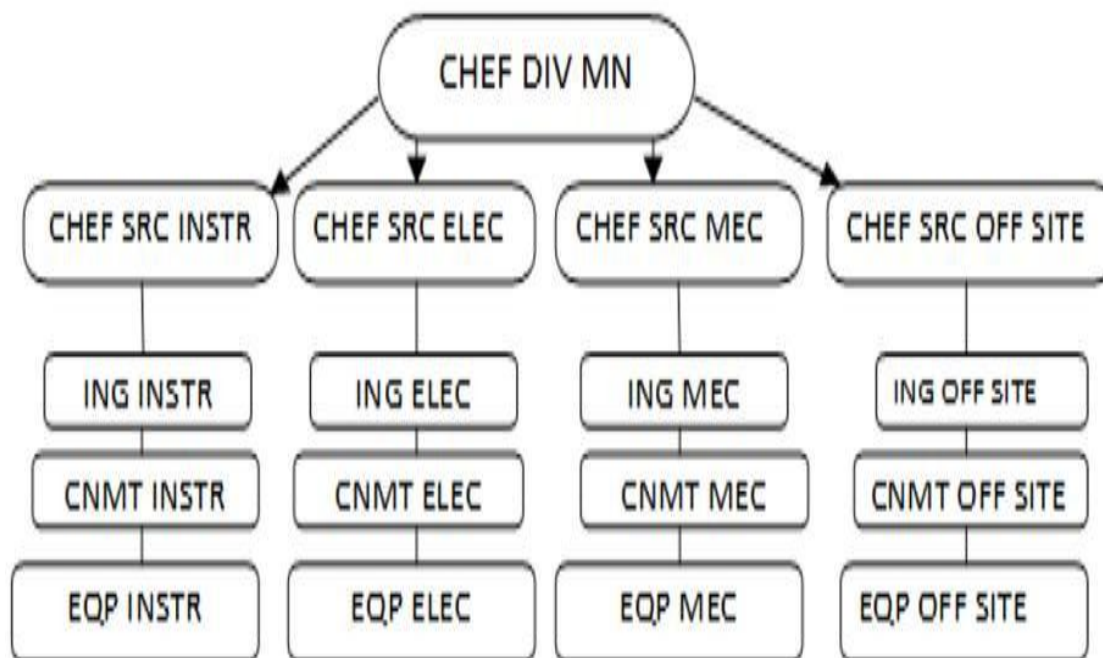 CHEF DIV MN
CHEF SRC INSTR
CHEF SRC ELEC
CHEF SRC MEC
CHEF SRC OFF SITE
ING INSTR
ING ELEC
ING MEC
ING OFF SITE
CNMT INSTR
CNMT ELEC
CNMT MEC
CNMT OFF SITE
EQP INSTR
EQP ELEC
EQP MEC
EQP OFF SITE